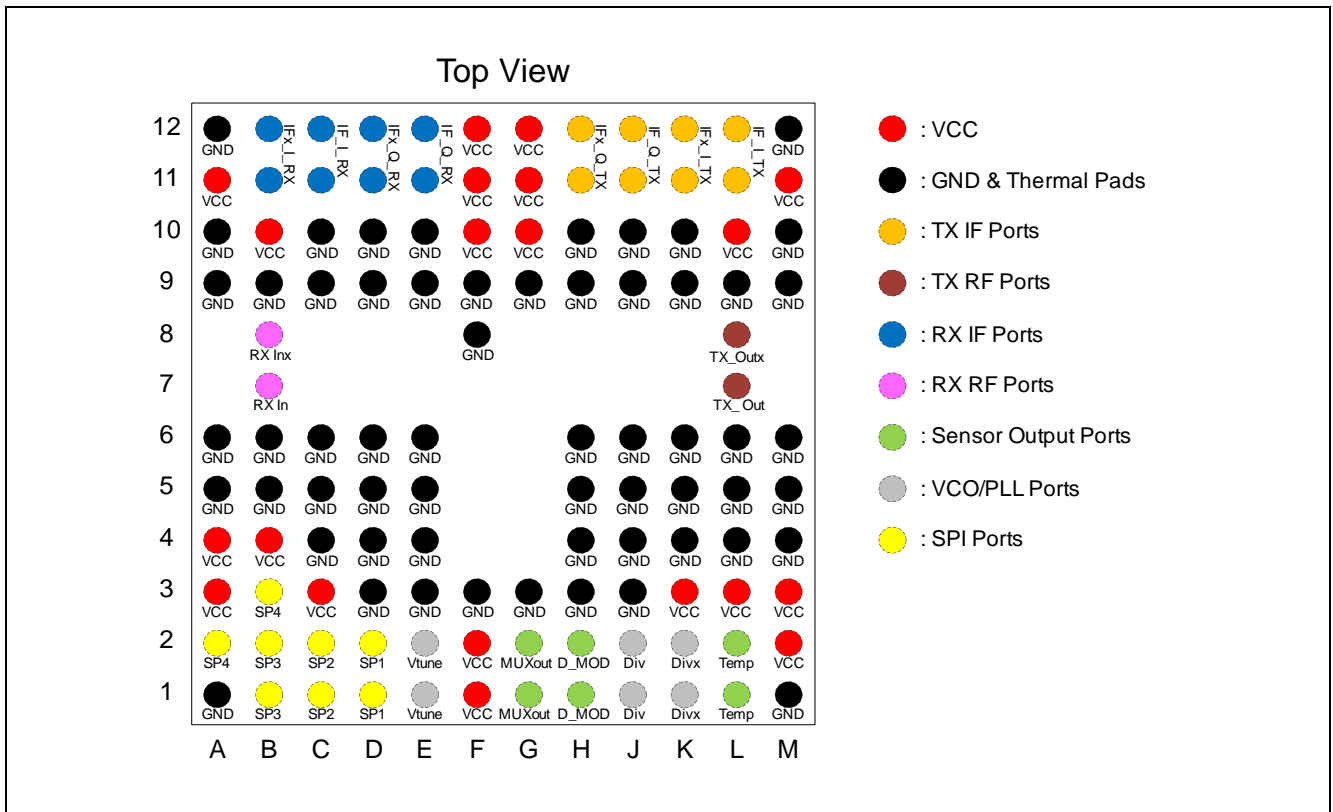 Top View
12
GND
IFx_I_RX
IF_I_RX
IFx_Q_RX
IF_Q_RX
VCC
VCC
IFx_Q_TX
IF_Q_TX
IFx_I_TX
IF_I_TX
GND
11
VCC
VCC
VCC
VCC
10
GND VCC GND GND GND VCC VCC GND GND GND VCC GND
9
GND GND GND GND GND GND GND GND GND GND GND GND
8
RX Inx GND TX_Outx
7
RX In TX_ Out
6
GND GND GND GND GND GND GND GND GND GND
5
GND GND GND GND GND GND GND GND GND GND
4
VCC VCC GND GND GND GND GND GND GND GND
3
VCC SP4 VCC GND GND GND GND GND GND VCC VCC VCC
2
SP4 SP3 SP2 SP1 Vtune VCC MUXout D_MOD Div Divx Temp VCC
1
GND SP3 SP2 SP1 Vtune VCC MUXout D_MOD Div Divx Temp GND
A B C D E F G H J K L M
: VCC
: GND & Thermal Pads
: TX IF Ports
: TX RF Ports
: RX IF Ports
: RX RF Ports
: Sensor Output Ports
: VCO/PLL Ports
: SPI Ports